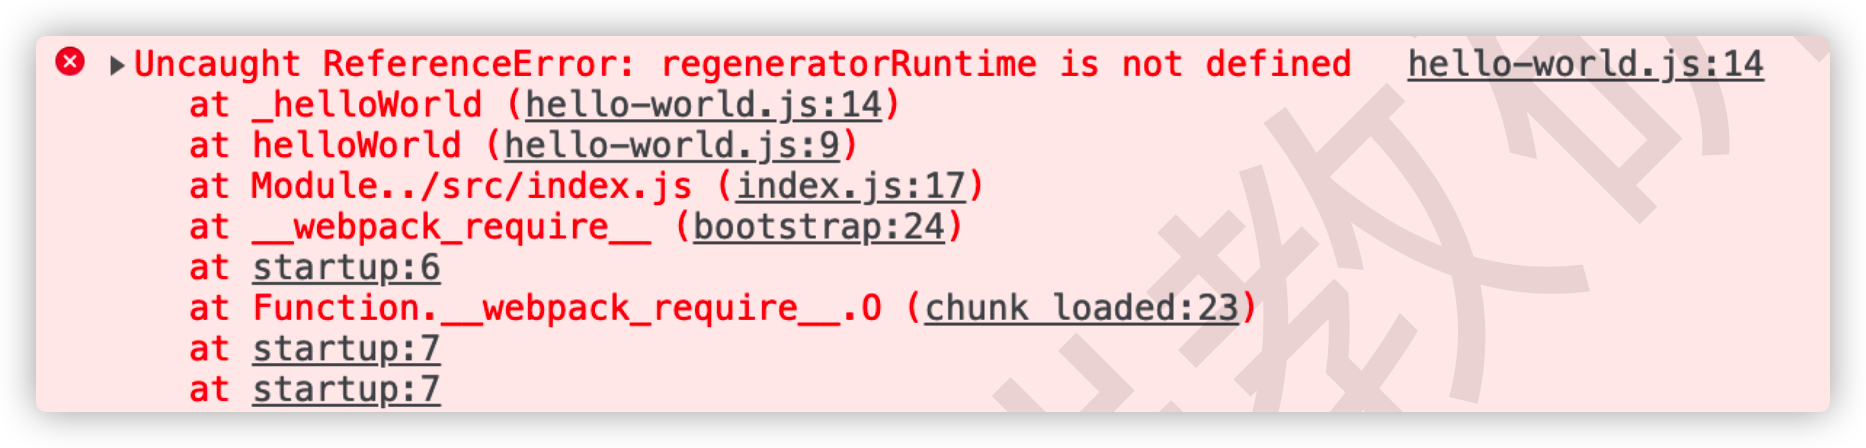 Uncaught ReferenceError: regeneratorRuntime is not defined hello-world.js:14
at _helloWorld (hello-world.js:14)
at helloWorld (hello-world.js:9)
at Module../src/index.js (index.js:17)
at __webpack_require__ (bootstrap:24)
at startup:6
at Function.__webpack_require__.O (chunk loaded:23)
at startup:7
at startup:7
教